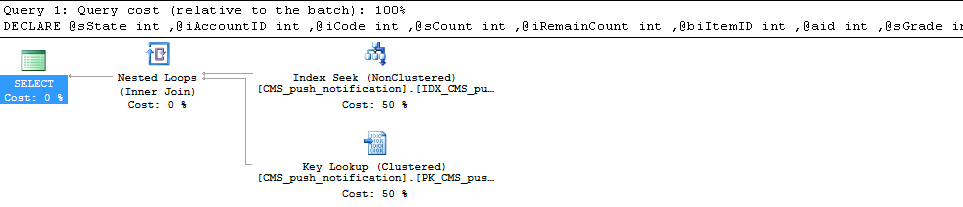 Query 1: Query cost (relative to the batch): 100%
DECLARE @sState int ,@iAccountID int ,@iCode int ,@sCount int ,@iRemainCount int ,@biItemID int ,@aid int ,@sGrade in
SELECT
Cost: 0 %
Nested Loops
(Inner Join)
Cost: 0 %
Index Seek (NonClustered)
[CMS_push_notification].[IDX_CMS_pu…
Cost: 50 %
Key Lookup (Clustered)
[CMS_push_notification].[PK_CMS_pus…
Cost: 50 %